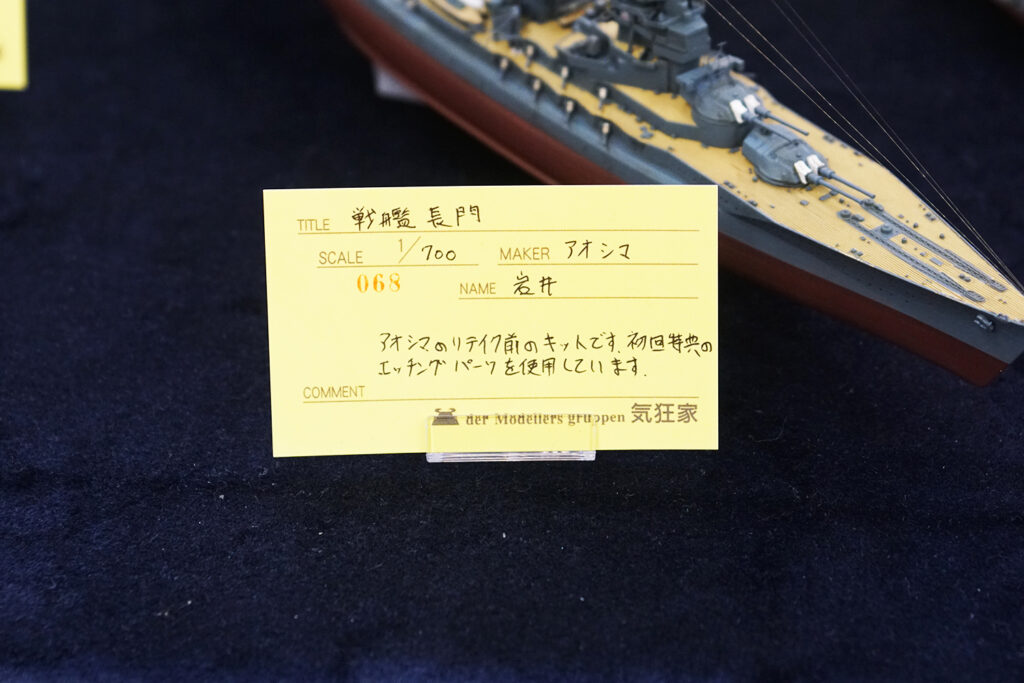 TITLE 戦艦 長門
SCALE 1/700 MAKER アオシマ
068 NAME 岩井
アオシマのリテイク前のキットです.初回特典の
エッチングパーツを使用しています.
COMMENT
der Modellers gruppen 気狂家